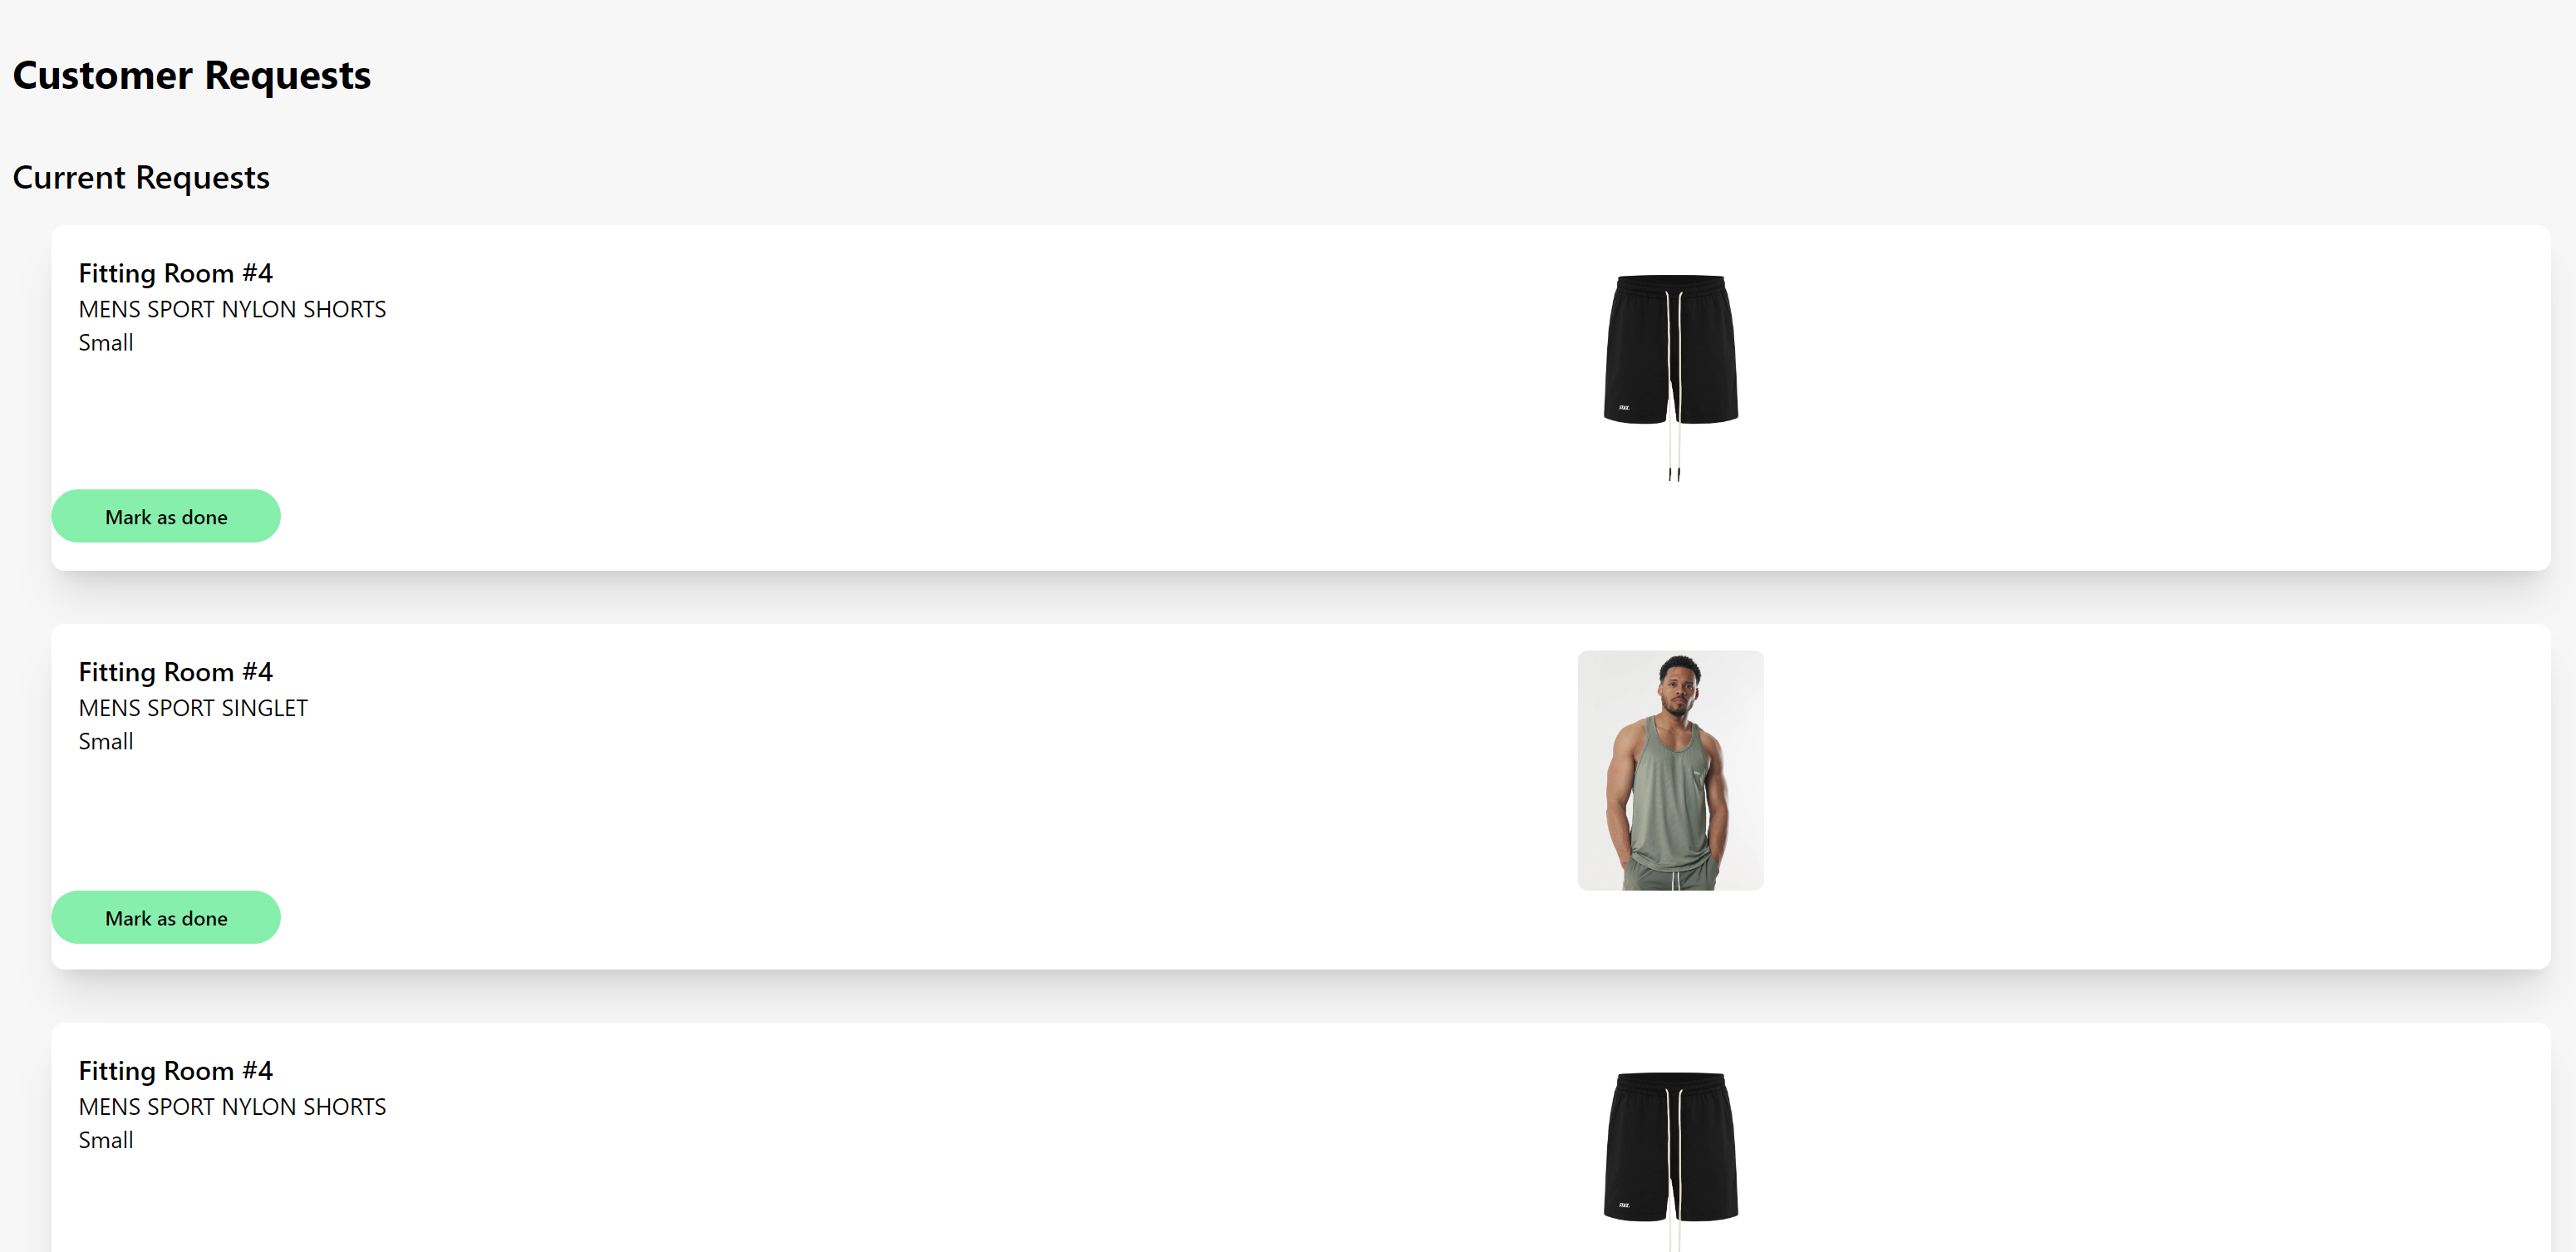 Customer Requests
Current Requests
Fitting Room #4
MENS SPORT NYLON SHORTS
Small
Mark as done
Fitting Room #4
MENS SPORT SINGLET
Small
Mark as done
Fitting Room #4
MENS SPORT NYLON SHORTS
Small